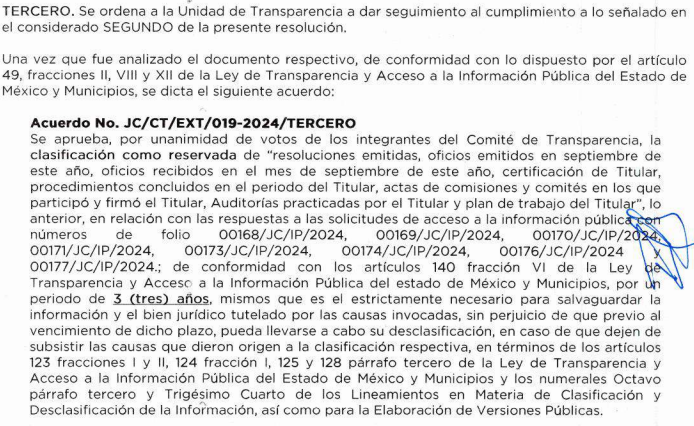 TERCERO. Se ordena a la Unidad de Transparencia a dar seguimiento al cumplimiento a lo señalado en
el considerado SEGUNDO de la presente resolución.
Una vez que fue analizado el documento respectivo, de conformidad con lo dispuesto por el artículo
49, fracciones II, VIII y XII de la Ley de Transparencia y Acceso a la Información Pública del Estado de
México y Municipios, se dicta el siguiente acuerdo:
Acuerdo No. JC/CT/EXT/019-2024/TERCERO
Se aprueba, por unanimidad de votos de los integrantes del Comité de Transparencia, la
clasificación como reservada de “resoluciones emitidas, oficios emitidos en septiembre de
este año, oficios recibidos en el mes de septiembre de este año, certificación de Titular,
procedimientos concluidos en el periodo del Titular, actas de comisiones y comités en los que
participó y firmó el Titular, Auditorías practicadas por el Titular y plan de trabajo del Titular”, lo
anterior, en relación con las respuestas a las solicitudes de acceso a la información pública con
números de folio 00168/JC/IP/2024, 00169/JC/IP/2024, 00170/JC/IP/2024,
00171/JC/IP/2024, 00173/JC/IP/2024, 00174/JC/IP/2024, 00176/JC/IP/2024 y
00177/JC/IP/2024.; de conformidad con los artículos 140 fracción VI de la Ley de
Transparencia y Acceso a la Información Pública del estado de México y Municipios, por un
periodo de 3 (tres) años, mismos que es el estrictamente necesario para salvaguardar la
información y el bien jurídico tutelado por las causas invocadas, sin perjuicio de que previo al
vencimiento de dicho plazo, pueda llevarse a cabo su desclasificación, en caso de que dejen de
subsistir las causas que dieron origen a la clasificación respectiva, en términos de los artículos
123 fracciones I y II, 124 fracción I, 125 y 128 párrafo tercero de la Ley de Transparencia y
Acceso a la Información Pública del Estado de México y Municipios y los numerales Octavo
párrafo tercero y Trigésimo Cuarto de los Lineamientos en Materia de Clasificación y
Desclasificación de la Información, así como para la Elaboración de Versiones Públicas.